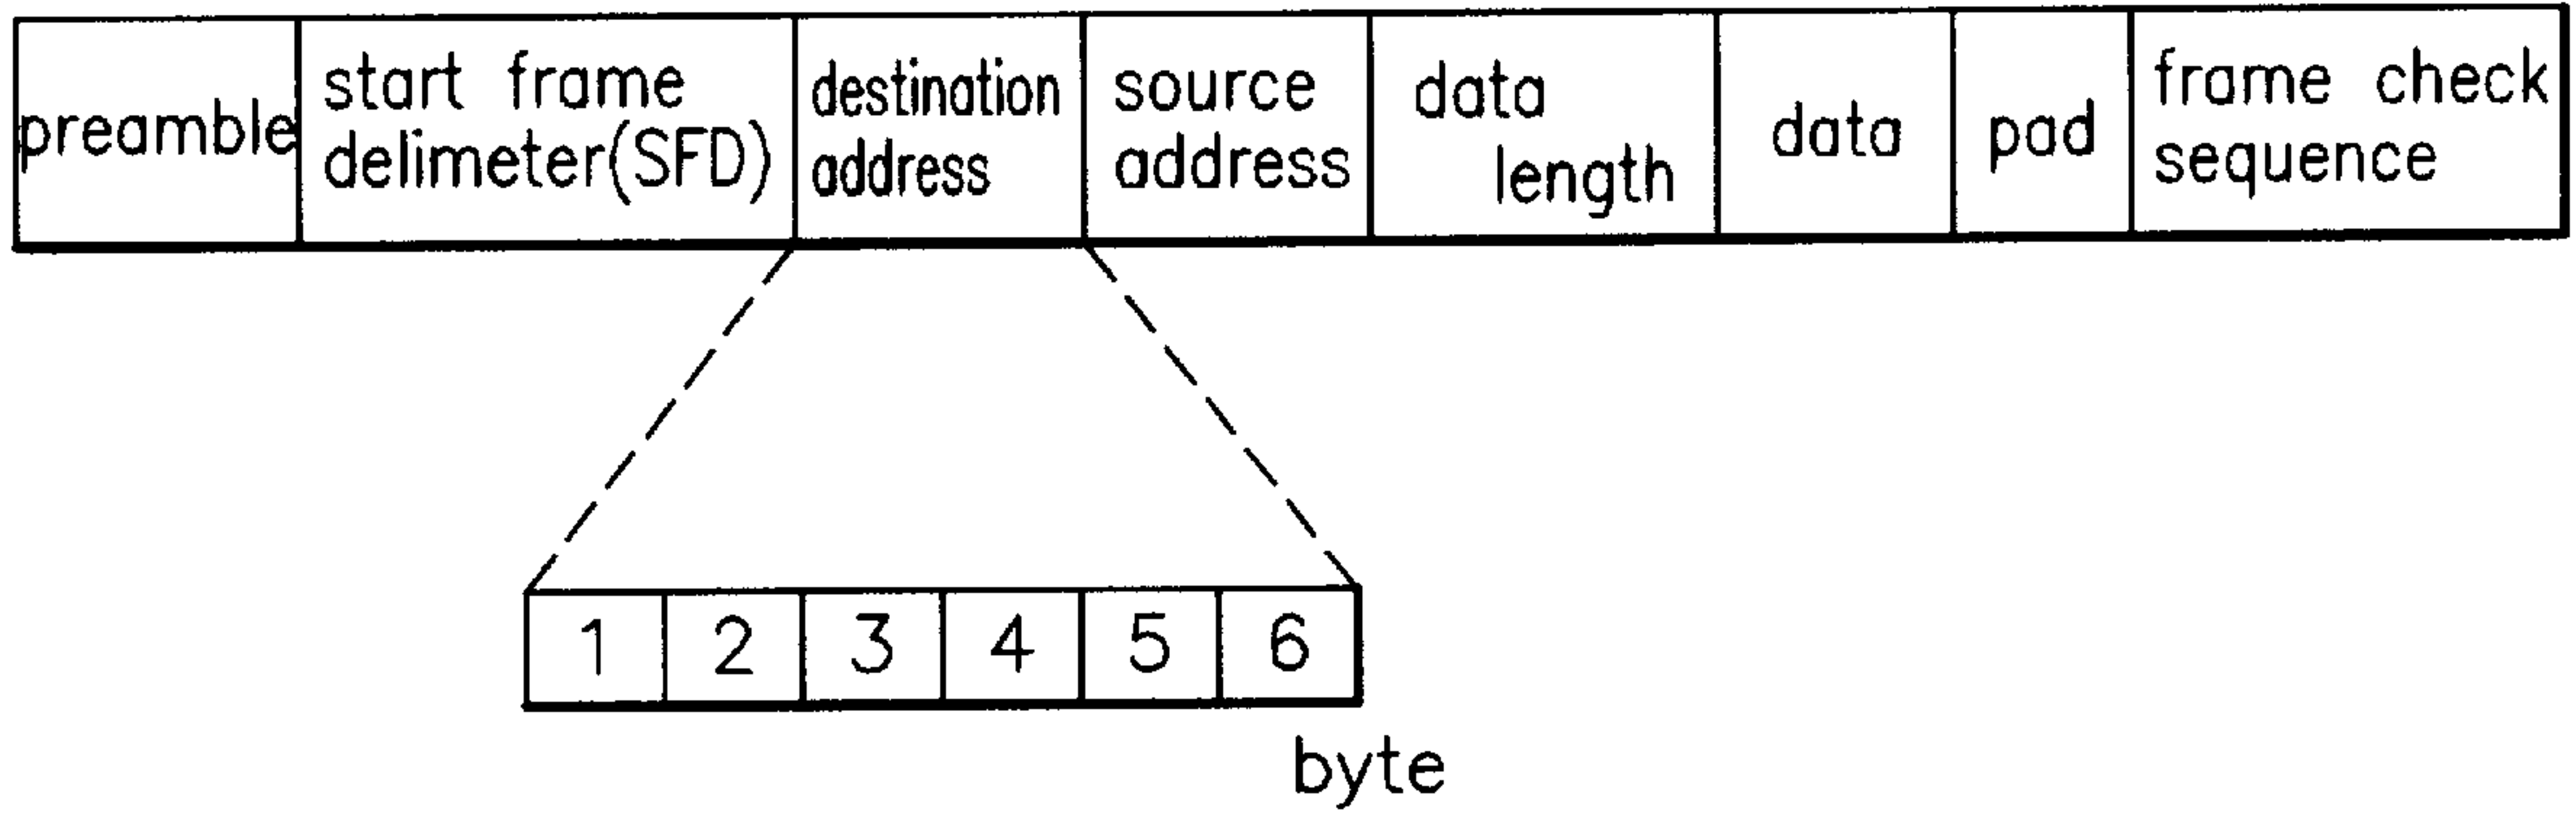 preamble
start frame
delimeter(SFD)
destination
address
source
address
data
length
data
pad
frame check
sequence
1 2 3 4 5 6
byte